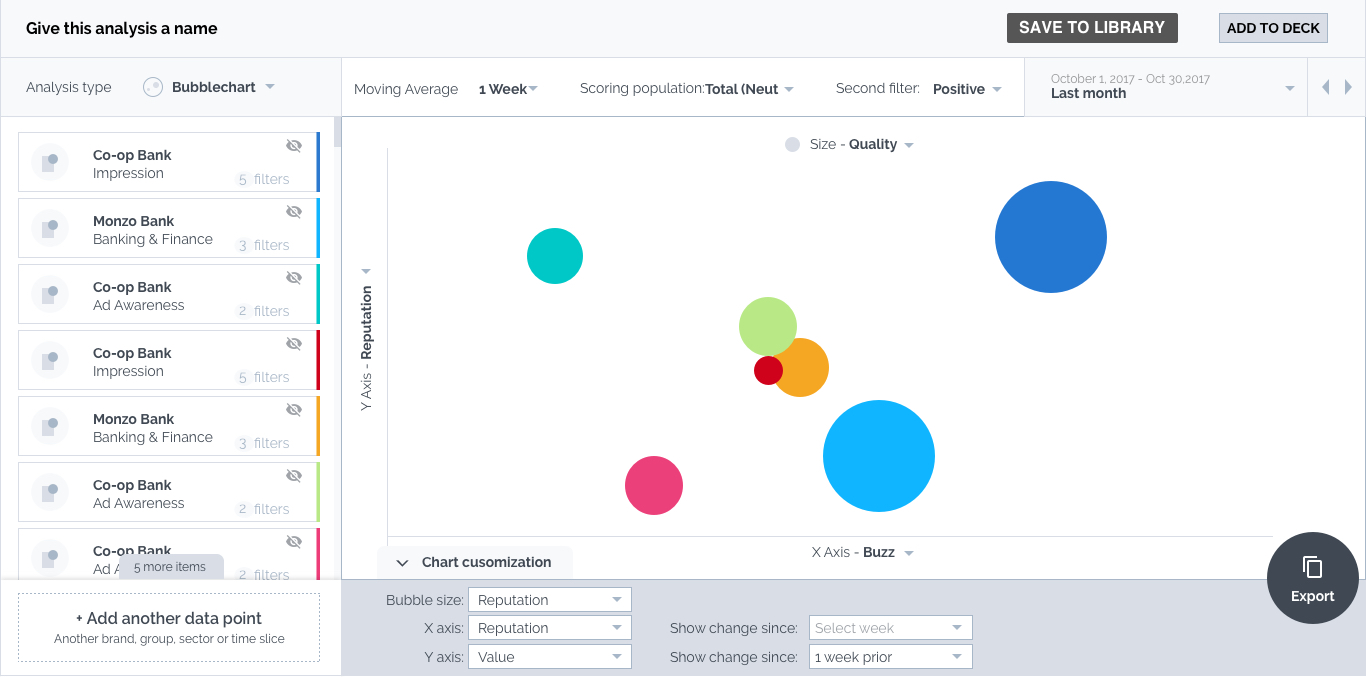 Give this analysis a name
SAVE TO LIBRARY
ADD TO DECK
Analysis type
Bubblechart
Moving Average 1 Week
Scoring population:Total (Neut
Second filter: Positive
October 1, 2017 - Oct 30,2017
Last month
Co-op Bank
Impression
5 filters
Monzo Bank
Banking & Finance
3 filters
Co-op Bank
Ad Awareness
2 filters
Co-op Bank
Impression
5 filters
Monzo Bank
Banking & Finance
3 filters
Co-op Bank
Ad Awareness
2 filters
Co-op Bank
2 filters
5 more items
+ Add another data point
Another brand, group, sector or time slice
Size - Quality
Y Axis - Reputation
X Axis - Buzz
Chart cusomization
Export
Bubble size: Reputation
X axis: Reputation
Show change since: Select week
Y axis: Value
Show change since: 1 week prior